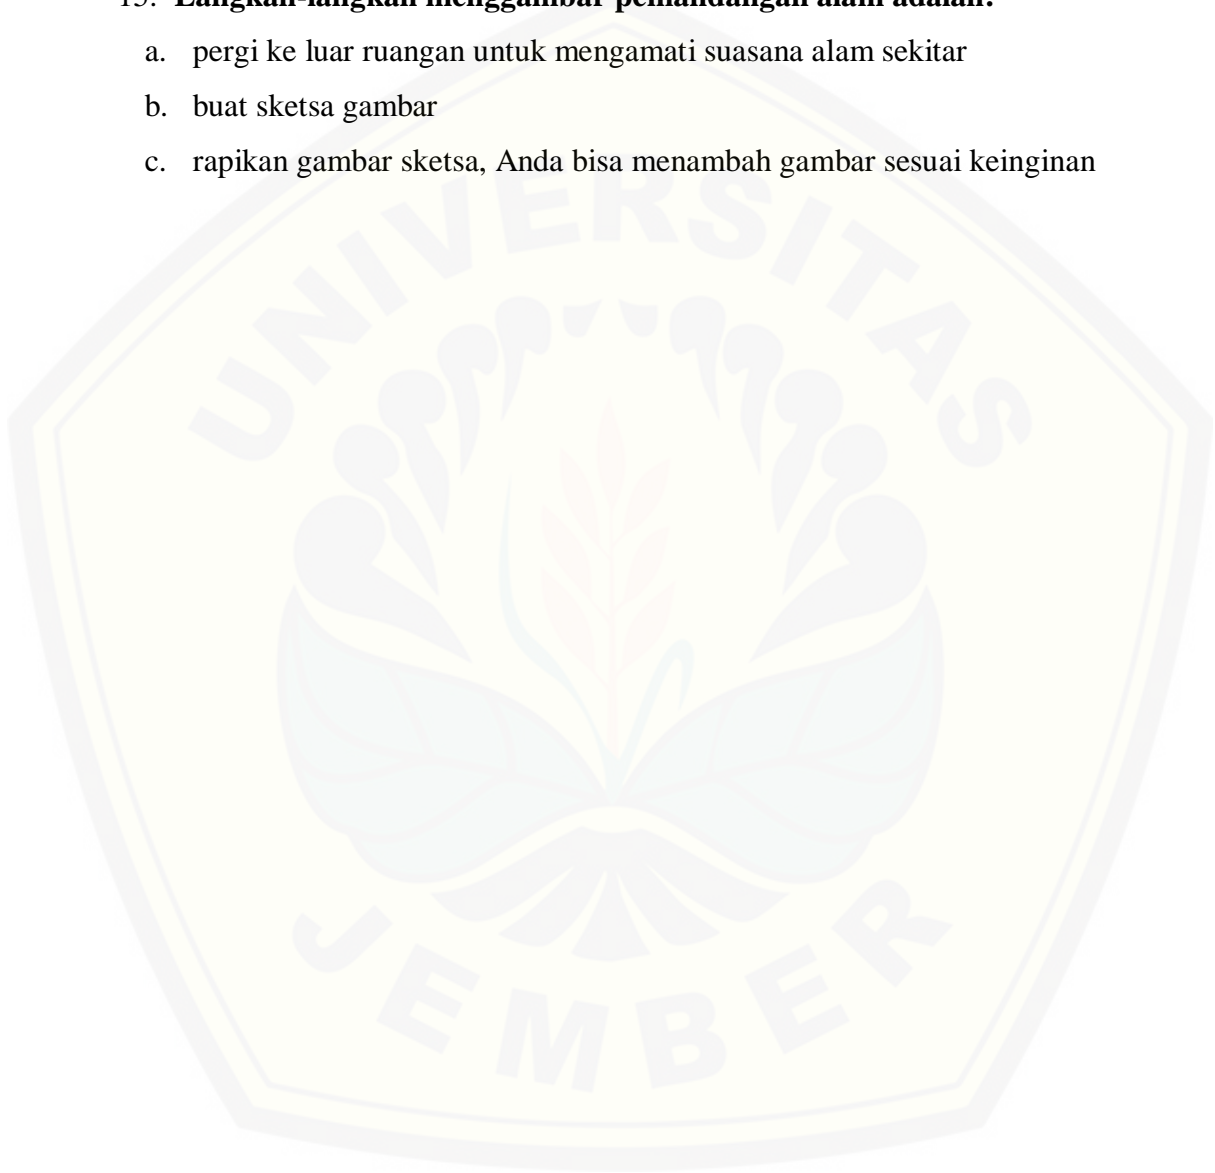 15. Langkah-langkah menggambar pemandangan alam adalah:
a. pergi ke luar ruangan untuk mengamati suasana alam sekitar
b. buat sketsa gambar
c. rapikan gambar sketsa, Anda bisa menambah gambar sesuai keinginan
UNIVERSITAS
JEMBER